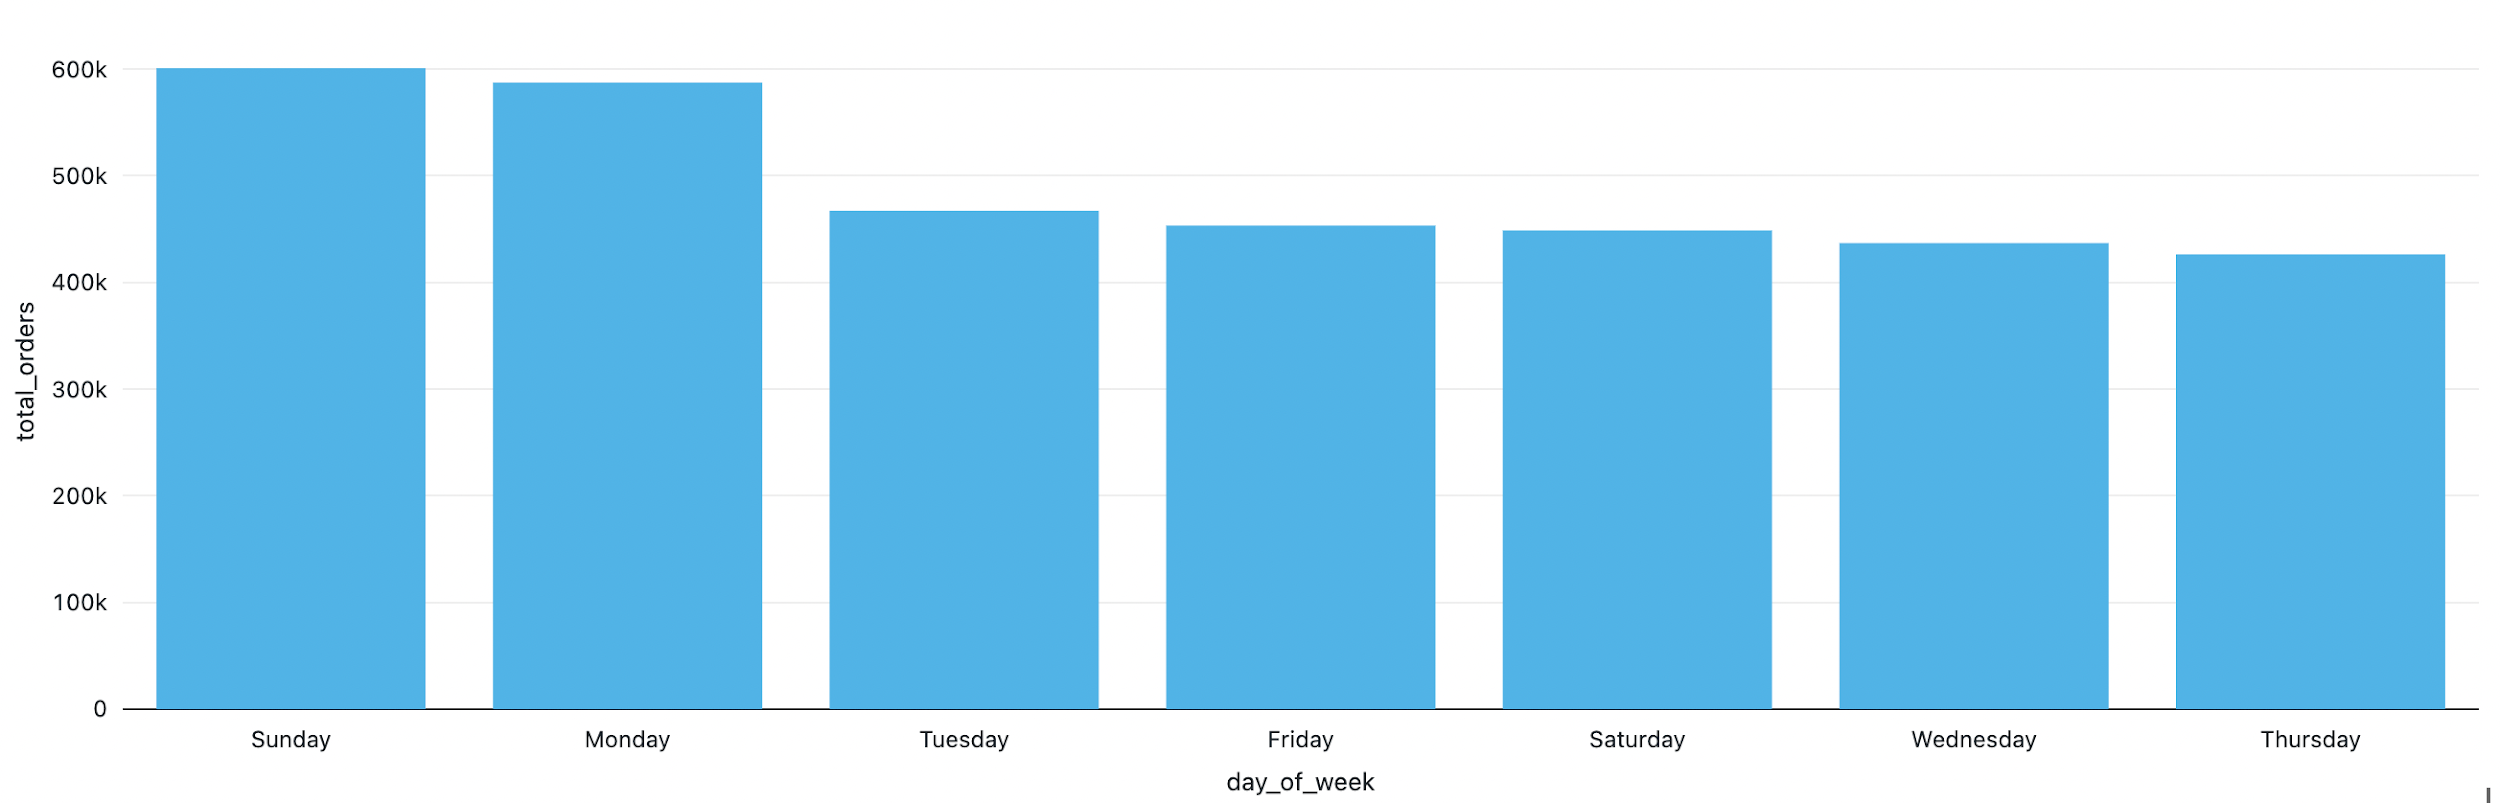 600k
500k
400k
300k
200k
100k
0
total_orders
Sunday Monday Tuesday Friday Saturday Wednesday Thursday
day_of_week